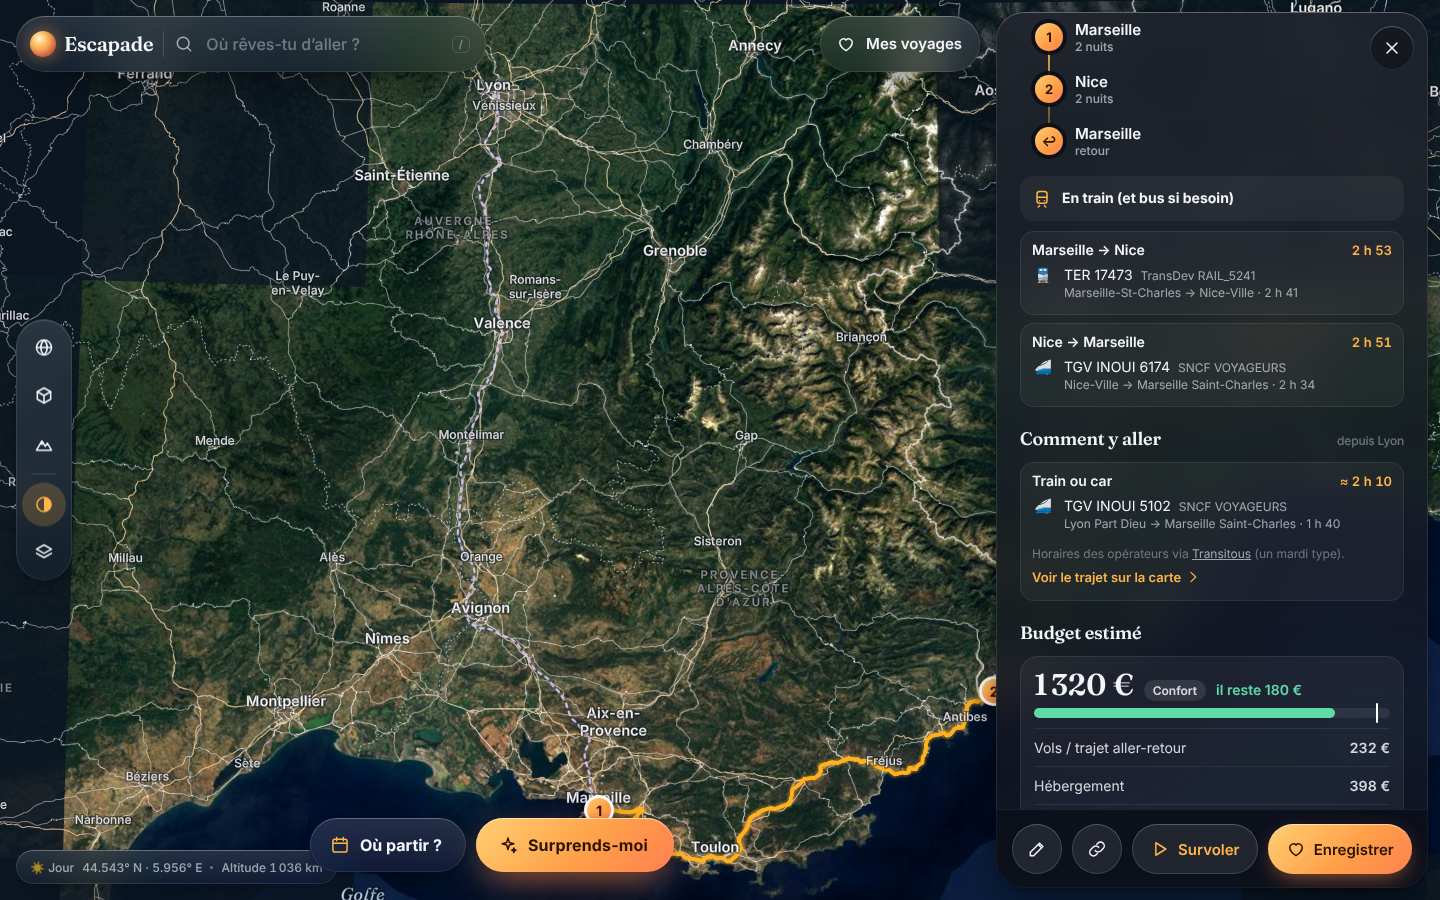 Roanne
Lugano
Escapade
Où rêves-tu d'aller ?
/
Annecy
Mes voyages
Ferrand
Lyon
Vénissieux
Chambéry
Saint-Étienne
AUVERGNE-
RHÔNE-ALPES
Grenoble
Le Puy-
en-Velay
Romans-
sur-Isère
Valence
Briançon
Montélimar
Mende
Gap
Millau
Alès
Orange
Sisteron
PROVENCE-
ALPES-CÔTE
D'AZUR
Avignon
Nîmes
Montpellier
Aix-en-
Provence
Antibes
Sète
Béziers
Fréjus
Narbonne
Marseille
1
2
Toulon
Golfe
Où partir ?
Surprends-moi
Jour 44.543° N · 5.956° E • Altitude 1 036 km
1
Marseille
2 nuits
2
Nice
2 nuits
Marseille
retour
En train (et bus si besoin)
Marseille → Nice 2 h 53
TER 17473 TransDev RAIL_5241
Marseille-St-Charles → Nice-Ville · 2 h 41
Nice → Marseille 2 h 51
TGV INOUI 6174 SNCF VOYAGEURS
Nice-Ville → Marseille Saint-Charles · 2 h 34
Comment y aller depuis Lyon
Train ou car ≈ 2 h 10
TGV INOUI 5102 SNCF VOYAGEURS
Lyon Part Dieu → Marseille Saint-Charles · 1 h 40
Horaires des opérateurs via Transitous (un mardi type).
Voir le trajet sur la carte
Budget estimé
1 320 € Confort il reste 180 €
Vols / trajet aller-retour 232 €
Hébergement 398 €
Survoler
Enregistrer